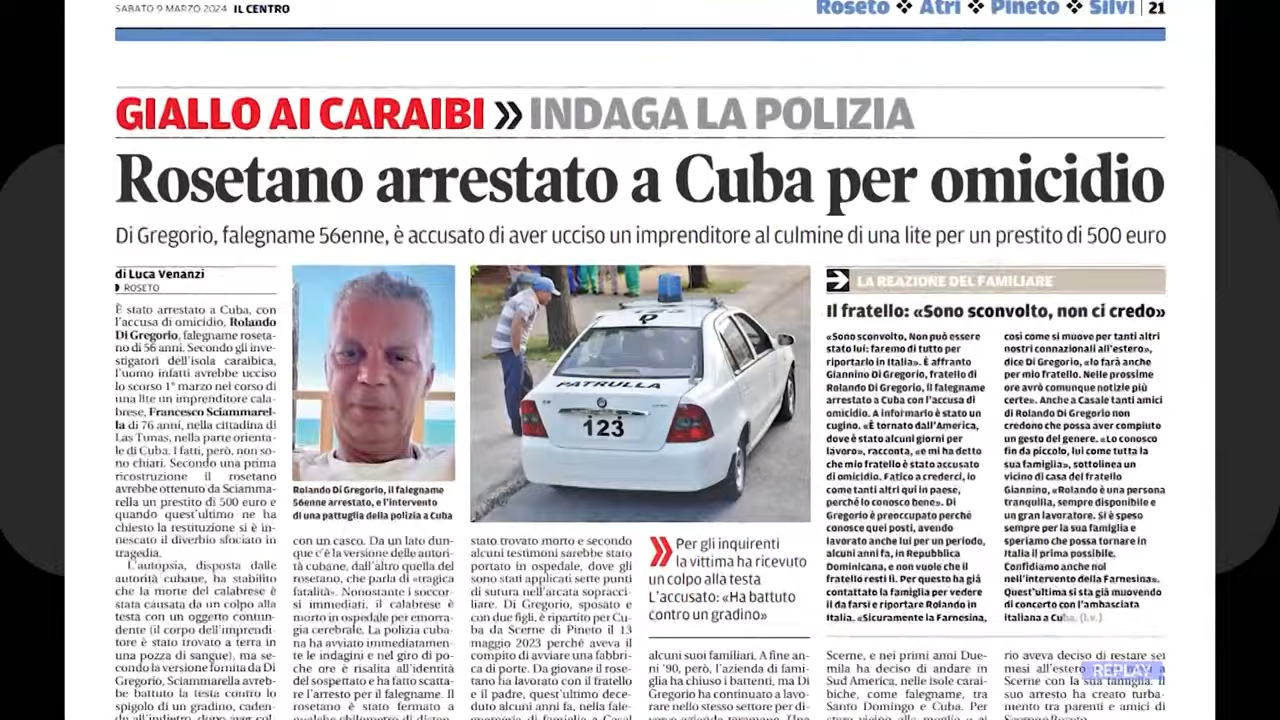 SABATO 9 MARZO 2024 IL CENTRO
Roseto ❖ Atri ❖ Pineto ❖ Silvi | 21
GIALLO AI CARAIBI » INDAGA LA POLIZIA
Rosetano arrestato a Cuba per omicidio
Di Gregorio, falegname 56enne, è accusato di aver ucciso un imprenditore al culmine di una lite per un prestito di 500 euro
di Luca Venanzi
ROSETO
È stato arrestato a Cuba, con
l'accusa di omicidio, Rolando
Di Gregorio, falegname roseta-
no di 56 anni. Secondo gli inve-
stigatori dell'isola caraibica,
l'uomo infatti avrebbe ucciso
lo scorso 1° marzo nel corso di
una lite un imprenditore cala-
brese, Francesco Sciammarel-
la di 76 anni, nella cittadina di
Las Tunas, nella parte orienta-
le di Cuba. I fatti, però, non so-
no chiari. Secondo una prima
ricostruzione il rosetano
avrebbe ottenuto da Sciamma-
rella un prestito di 500 euro e
quando quest'ultimo ne ha
chiesto la restituzione si è in-
nescato il diverbio sfociato in
tragedia.
L'autopsia, disposta dalle
autorità cubane, ha stabilito
che la morte del calabrese è
stata causata da un colpo alla
testa con un oggetto contun-
dente (il corpo dell'imprendi-
tore è stato trovato a terra in
una pozza di sangue), ma se-
condo la versione fornita da Di
Gregorio, Sciammarella avreb-
be battuto la testa contro lo
spigolo di un gradino, caden-
PATRULLA
123
Rolando Di Gregorio, il falegname
56enne arrestato, e l'intervento
di una pattuglia della polizia a Cuba
con un casco. Da un lato dun-
que c'è la versione delle autori-
tà cubane, dall'altro quella del
rosetano, che parla di «tragica
fatalità». Nonostante i soccor-
si immediati, il calabrese è
morto in ospedale per emorra-
gia cerebrale. La polizia cuba-
na ha avviato immediatamen-
te le indagini e nel giro di po-
che ore è risalita all'identità
del sospettato e ha fatto scatta-
re l'arresto per il falegname. Il
rosetano è stato fermato a
stato trovato morto e secondo
alcuni testimoni sarebbe stato
portato in ospedale, dove gli
sono stati applicati sette punti
di sutura nell'arcata sopracci-
liare. Di Gregorio, sposato e
con due figli, è ripartito per Cu-
ba da Scerne di Pineto il 13
maggio 2023 perché aveva il
compito di avviare una fabbri-
ca di porte. Da giovane il rose-
tano ha lavorato con il fratello
e il padre, quest'ultimo dece-
duto alcuni anni fa, nella fale-
Per gli inquirenti
la vittima ha ricevuto
un colpo alla testa
L'accusato: «Ha battuto
contro un gradino»
alcuni suoi familiari. A fine an-
ni '90, però, l'azienda di fami-
glia ha chiuso i battenti, ma Di
Gregorio ha continuato a lavo-
rare nello stesso settore per di-
LA REAZIONE DEL FAMILIARE
Il fratello: «Sono sconvolto, non ci credo»
«Sono sconvolto. Non può essere
stato lui: faremo di tutto per
riportarlo in Italia». È affranto
Giannino Di Gregorio, fratello di
Rolando Di Gregorio, il falegname
arrestato a Cuba con l'accusa di
omicidio. A informarlo è stato un
cugino. «È tornato dall'America,
dove è stato alcuni giorni per
lavoro», racconta, «e mi ha detto
che mio fratello è stato accusato
di omicidio. Fatico a crederci, io
come tanti altri qui in paese,
perché lo conosco bene». Di
Gregorio è preoccupato perché
conosce quei posti, avendo
lavorato anche lui per un periodo,
alcuni anni fa, in Repubblica
Dominicana, e non vuole che il
fratello resti lì. Per questo ha già
contattato la famiglia per vedere
il da farsi e riportare Rolando in
Italia. «Sicuramente la Farnesina,
così come si muove per tanti altri
nostri connazionali all'estero»,
dice Di Gregorio, «lo farà anche
per mio fratello. Nelle prossime
ore avrò comunque notizie più
certe». Anche a Casale tanti amici
di Rolando Di Gregorio non
credono che possa aver compiuto
un gesto del genere. «Lo conosco
fin da piccolo, lui come tutta la
sua famiglia», sottolinea un
vicino di casa del fratello
Giannino, «Rolando è una persona
tranquilla, sempre disponibile e
un gran lavoratore. Si è speso
sempre per la sua famiglia e
speriamo che possa tornare in
Italia il prima possibile.
Confidiamo anche noi
nell'intervento della Farnesina».
Quest'ultima si sta già muovendo
di concerto con l'ambasciata
italiana a Cuba. (l.v.)
Scerne, e nei primi anni Due-
mila ha deciso di andare in
Sud America, nelle isole caraibi-
che, come falegname, tra
Santo Domingo e Cuba. Per
rio aveva deciso di restare sei
mesi all'estero
Scerne con la sua famiglia. Il
suo arresto ha creato turba-
mento tra parenti e amici di
REPLAY